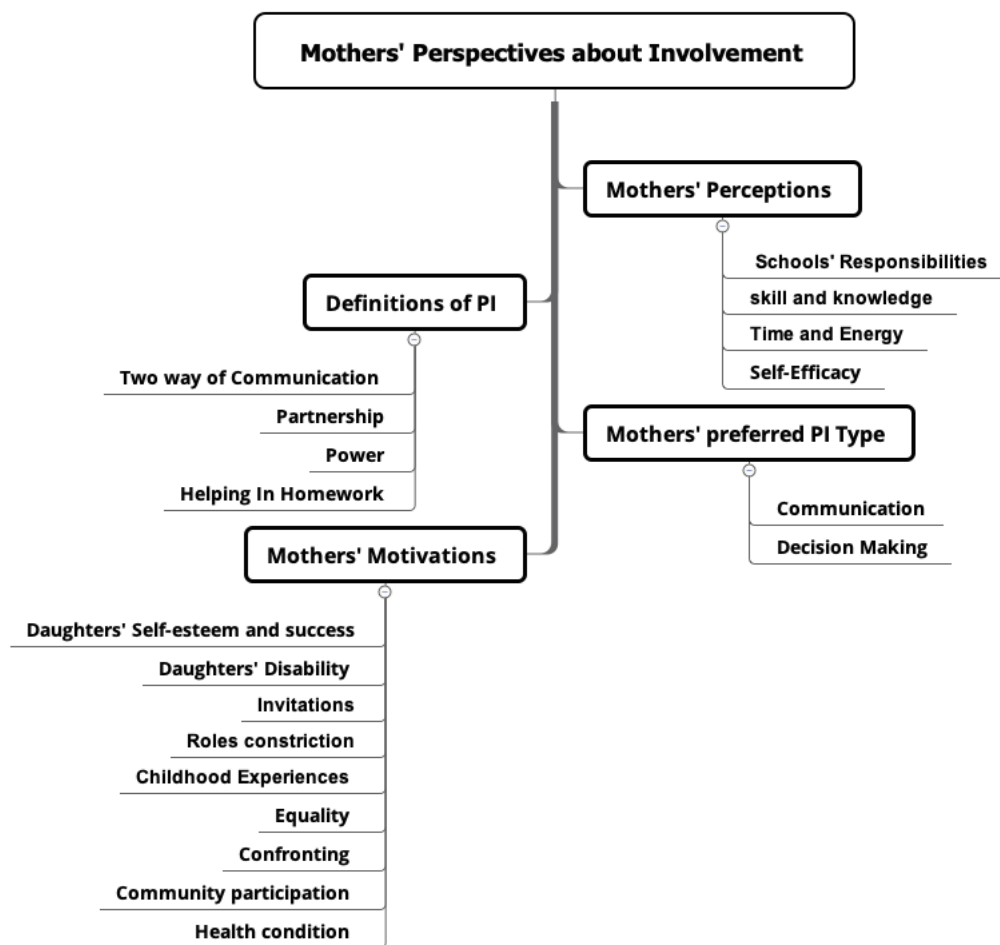 Mothers' Perspectives about Involvement
Mothers' Perceptions
Schools' Responsibilities
skill and knowledge
Time and Energy
Self-Efficacy
Definitions of PI
Two way of Communication
Partnership
Power
Helping In Homework
Mothers' preferred PI Type
Communication
Decision Making
Mothers' Motivations
Daughters' Self-esteem and success
Daughters' Disability
Invitations
Roles constriction
Childhood Experiences
Equality
Confronting
Community participation
Health condition